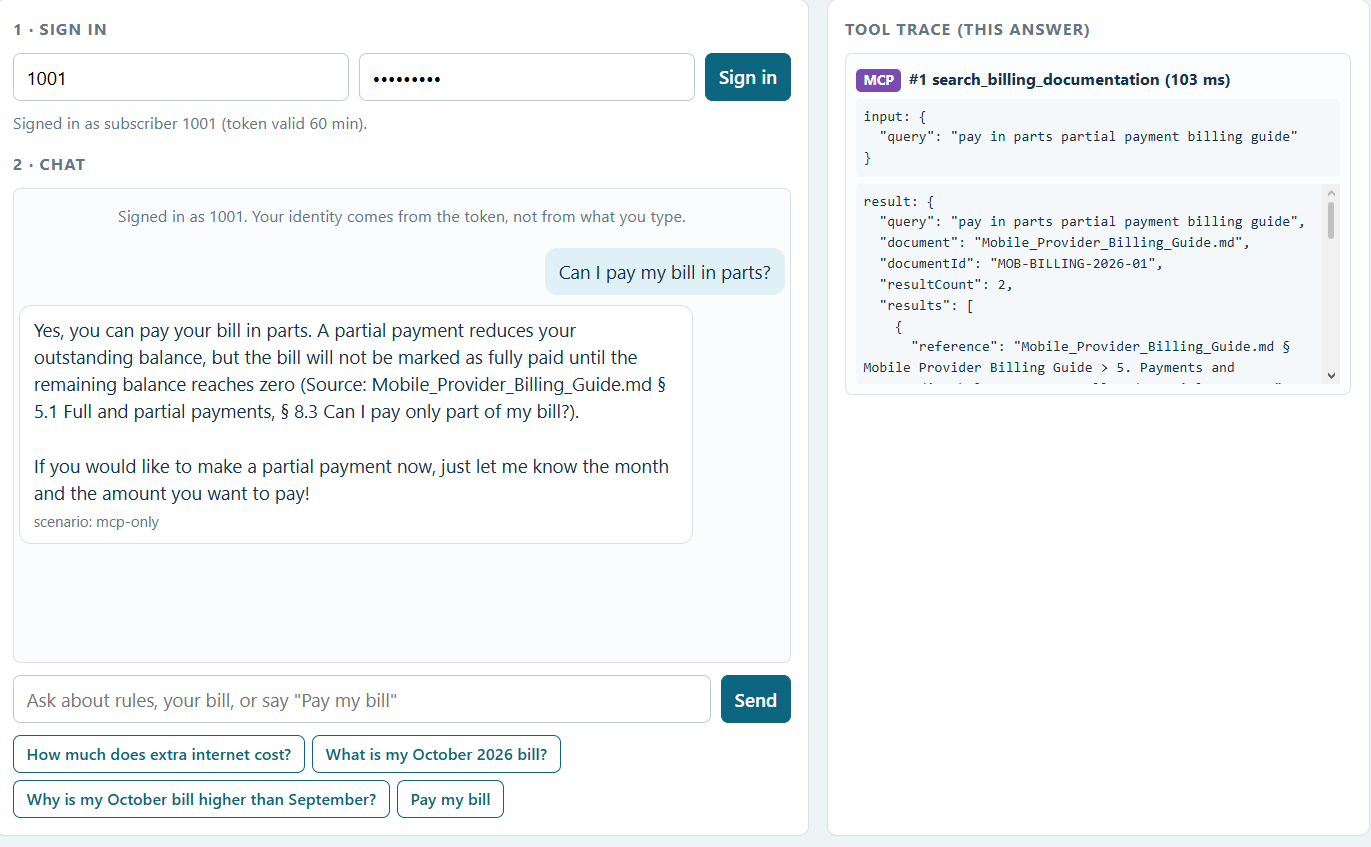 1 · SIGN IN
1001
•••••••••
Sign in
Signed in as subscriber 1001 (token valid 60 min).
2 · CHAT
Signed in as 1001. Your identity comes from the token, not from what you type.
Can I pay my bill in parts?
Yes, you can pay your bill in parts. A partial payment reduces your
outstanding balance, but the bill will not be marked as fully paid until the
remaining balance reaches zero (Source: Mobile_Provider_Billing_Guide.md §
5.1 Full and partial payments, § 8.3 Can I pay only part of my bill?).
If you would like to make a partial payment now, just let me know the month
and the amount you want to pay!
scenario: mcp-only
Ask about rules, your bill, or say "Pay my bill"
Send
How much does extra internet cost?
What is my October 2026 bill?
Why is my October bill higher than September?
Pay my bill
TOOL TRACE (THIS ANSWER)
MCP #1 search_billing_documentation (103 ms)
input: {
"query": "pay in parts partial payment billing guide"
}
result: {
"query": "pay in parts partial payment billing guide",
"document": "Mobile_Provider_Billing_Guide.md",
"documentId": "MOB-BILLING-2026-01",
"resultCount": 2,
"results": [
{
"reference": "Mobile_Provider_Billing_Guide.md §
Mobile Provider Billing Guide > 5. Payments and